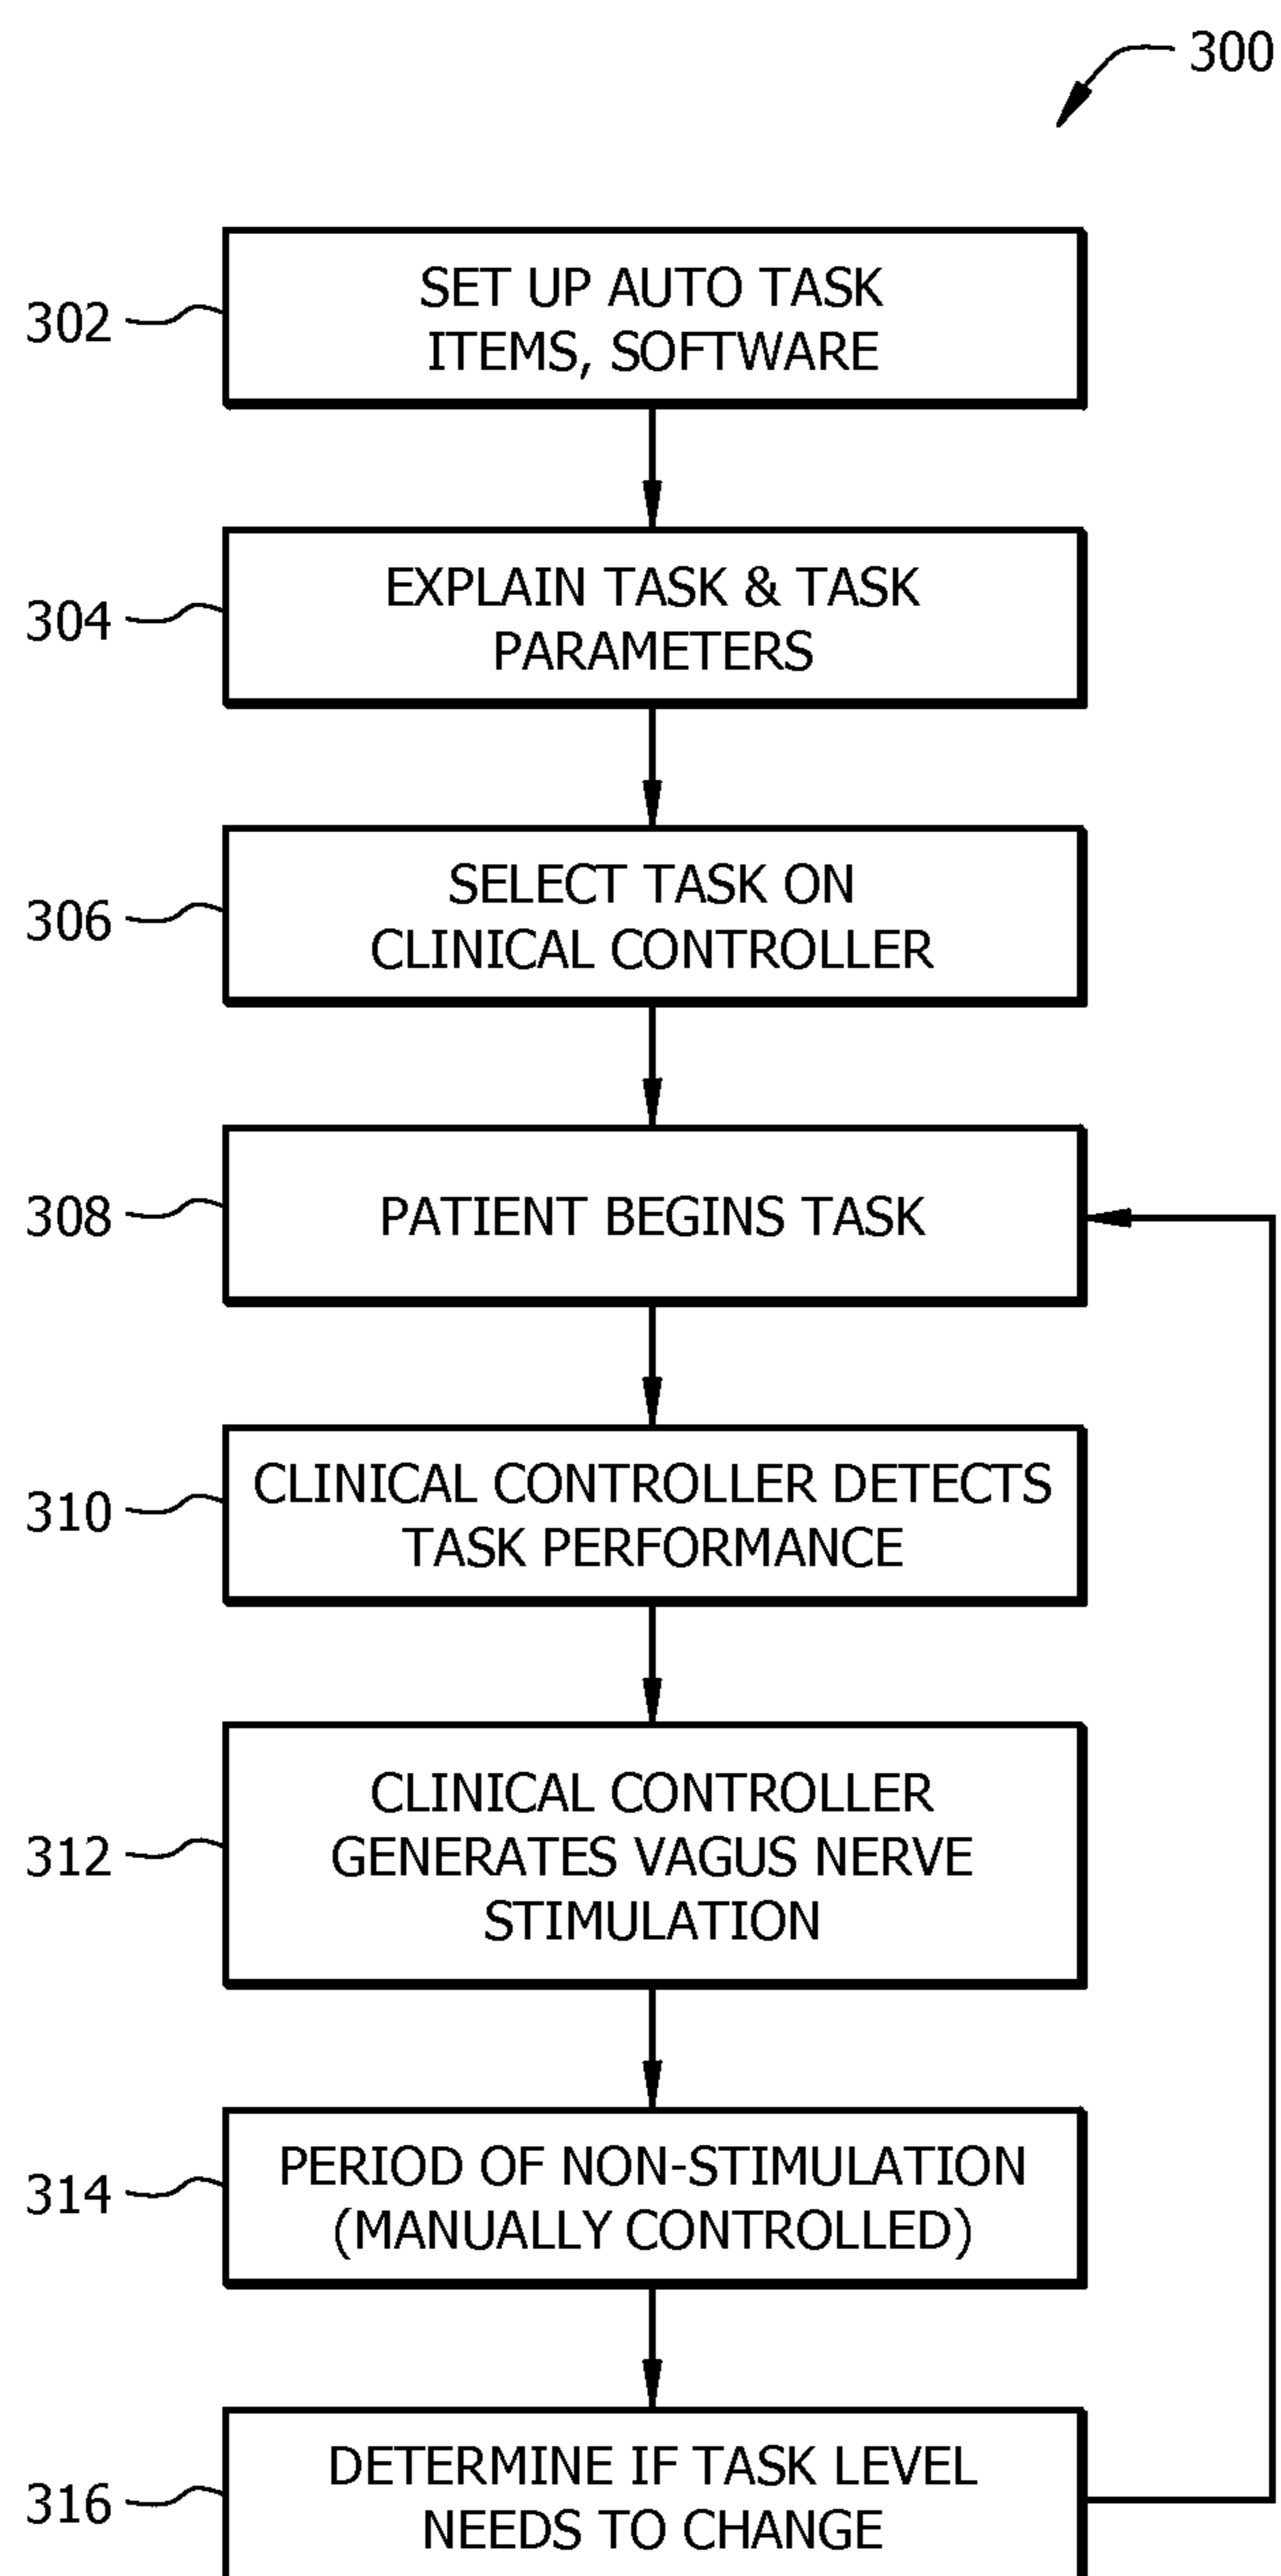 300
302
SET UP AUTO TASK
ITEMS, SOFTWARE
304
EXPLAIN TASK & TASK
PARAMETERS
306
SELECT TASK ON
CLINICAL CONTROLLER
308
PATIENT BEGINS TASK
310
CLINICAL CONTROLLER DETECTS
TASK PERFORMANCE
312
CLINICAL CONTROLLER
GENERATES VAGUS NERVE
STIMULATION
314
PERIOD OF NON-STIMULATION
(MANUALLY CONTROLLED)
316
DETERMINE IF TASK LEVEL
NEEDS TO CHANGE